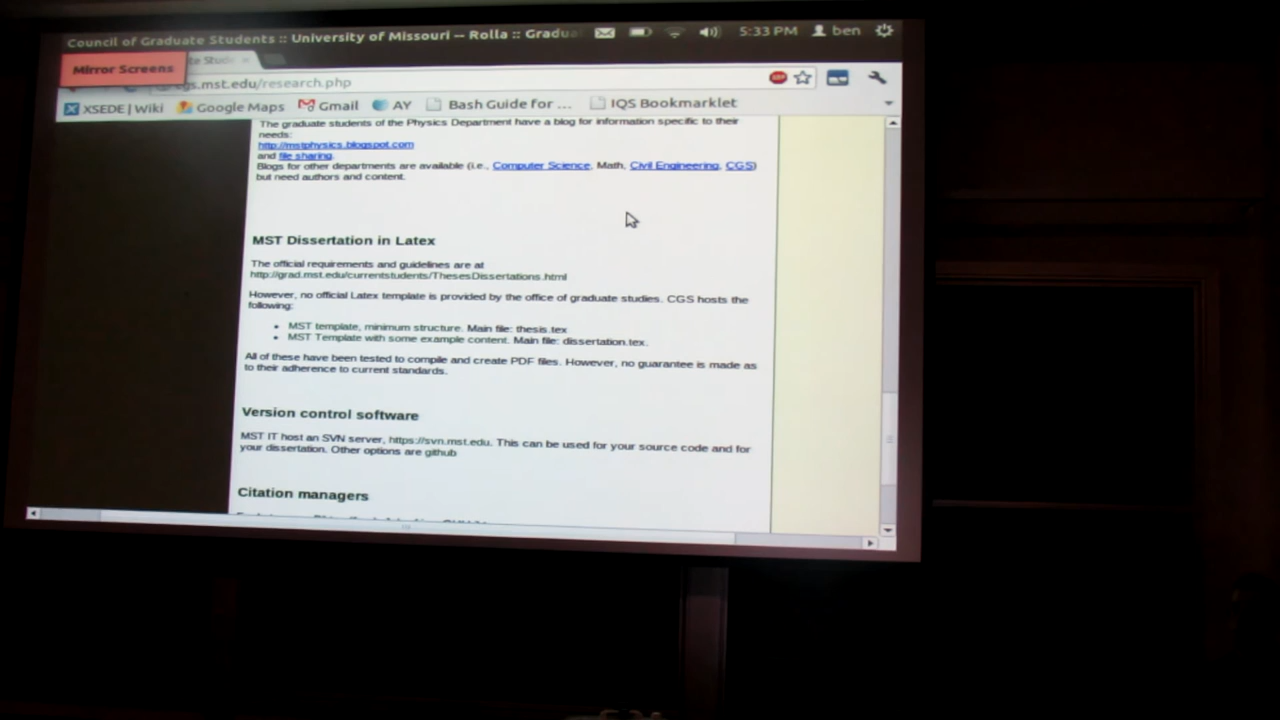 Council of Graduate Students :: University of Missouri -- Rolla :: Gradua 5:33 PM ben
Mirror Screens
te Stud
cgs.mst.edu/research.php
XSEDE | Wiki Google Maps Gmail AY Bash Guide for ... IQS Bookmarklet
The graduate students of the Physics Department have a blog for information specific to their
needs:
http://mstphysics.blogspot.com
and file sharing.
Blogs for other departments are available (i.e., Computer Science, Math, Civil Engineering, CGS)
but need authors and content.
MST Dissertation in Latex
The official requirements and guidelines are at
http://grad.mst.edu/currentstudents/ThesesDissertations.html
However, no official Latex template is provided by the office of graduate studies. CGS hosts the
following:
• MST template, minimum structure. Main file: thesis.tex
• MST Template with some example content. Main file: dissertation.tex.
All of these have been tested to compile and create PDF files. However, no guarantee is made as
to their adherence to current standards.
Version control software
MST IT host an SVN server, https://svn.mst.edu. This can be used for your source code and for
your dissertation. Other options are github
Citation managers